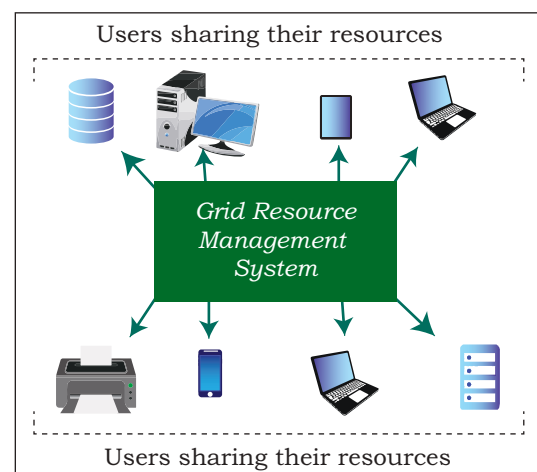 Users sharing their resources
Grid Resource
Management
System
Users sharing their resources